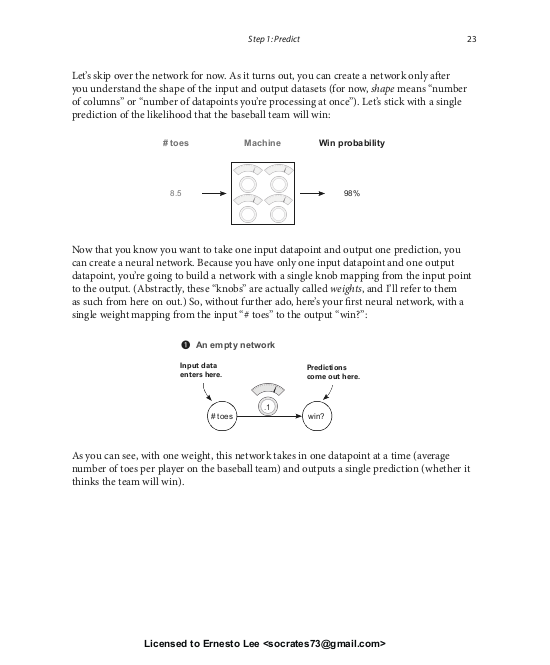 Step 1: Predict
23
Let's skip over the network for now. As it turns out, you can create a network only after
you understand the shape of the input and output datasets (for now, shape means "number
of columns" or "number of datapoints you're processing at once"). Let's stick with a single
prediction of the likelihood that the baseball team will win:
# toes Machine Win probability
8.5 98%
Now that you know you want to take one input datapoint and output one prediction, you
can create a neural network. Because you have only one input datapoint and one output
datapoint, you're going to build a network with a single knob mapping from the input point
to the output. (Abstractly, these "knobs" are actually called weights, and I'll refer to them
as such from here on out.) So, without further ado, here's your first neural network, with a
single weight mapping from the input "# toes" to the output "win?":
❶ An empty network
Input data
enters here.
Predictions
come out here.
# toes .1 win?
As you can see, with one weight, this network takes in one datapoint at a time (average
number of toes per player on the baseball team) and outputs a single prediction (whether it
thinks the team will win).
Licensed to Ernesto Lee <socrates73@gmail.com>